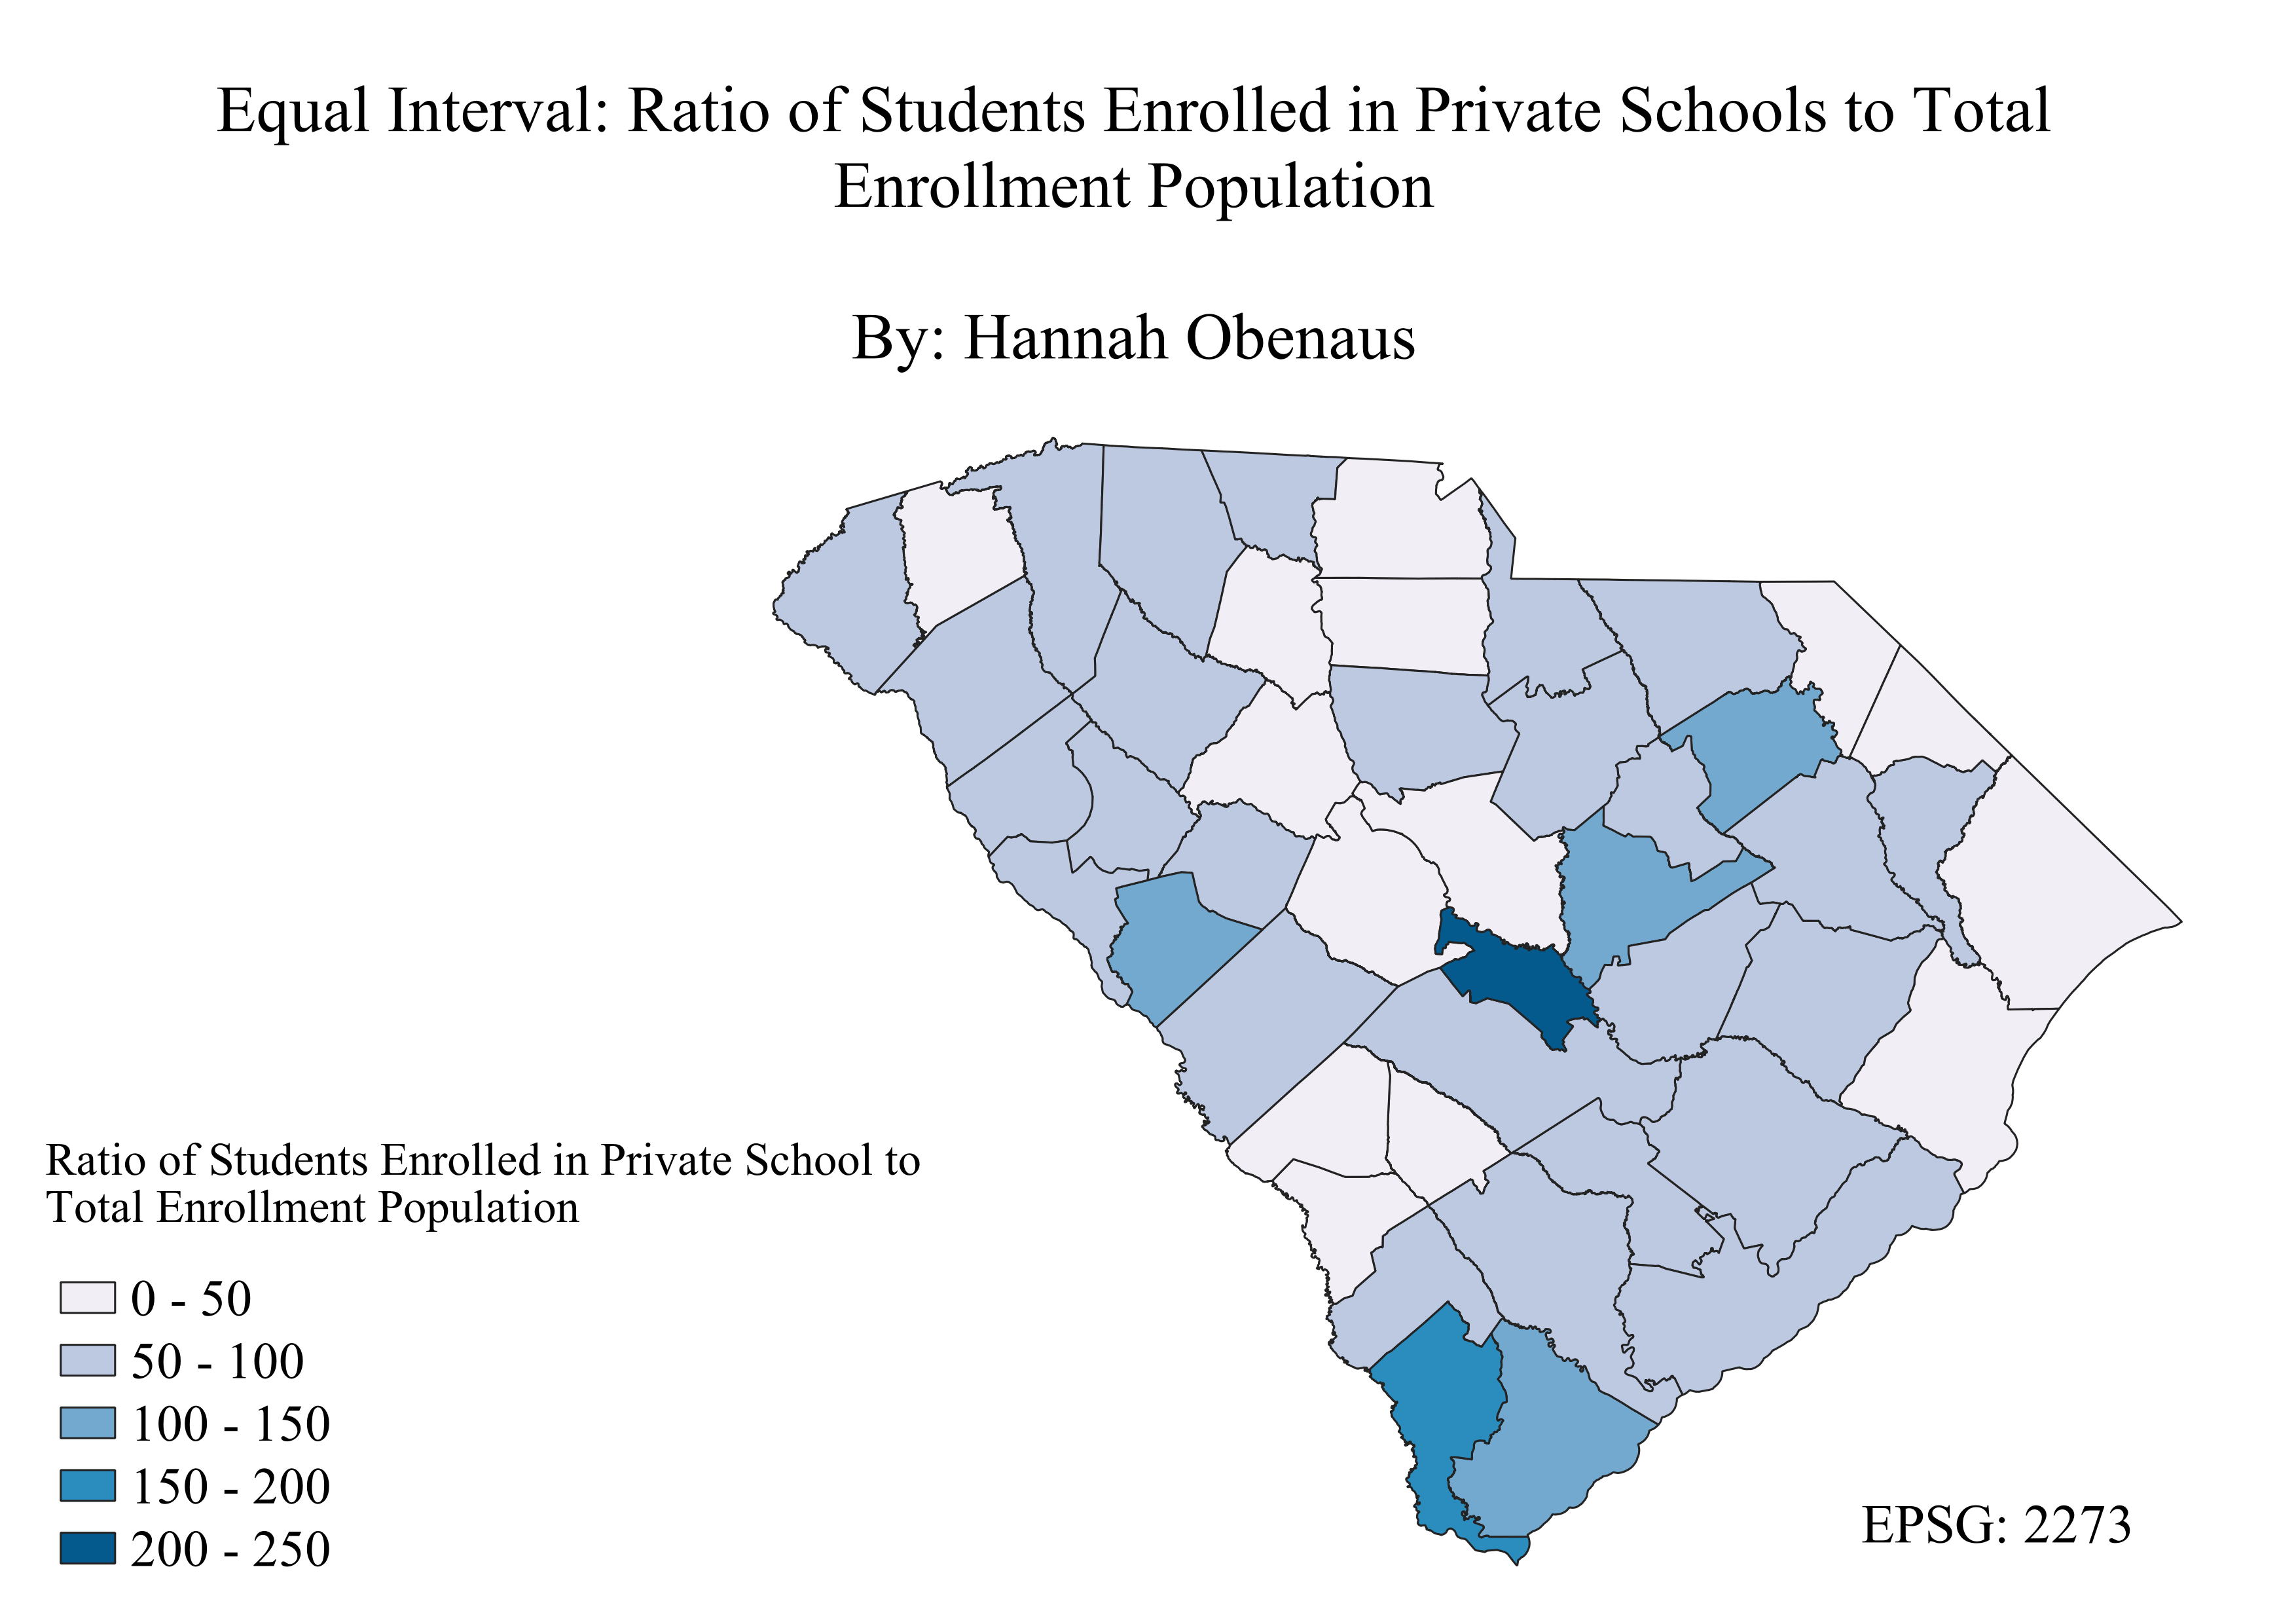 Equal Interval: Ratio of Students Enrolled in Private Schools to Total
Enrollment Population
By: Hannah Obenaus
Ratio of Students Enrolled in Private School to
Total Enrollment Population
0 - 50
50 - 100
100 - 150
150 - 200
200 - 250
EPSG: 2273